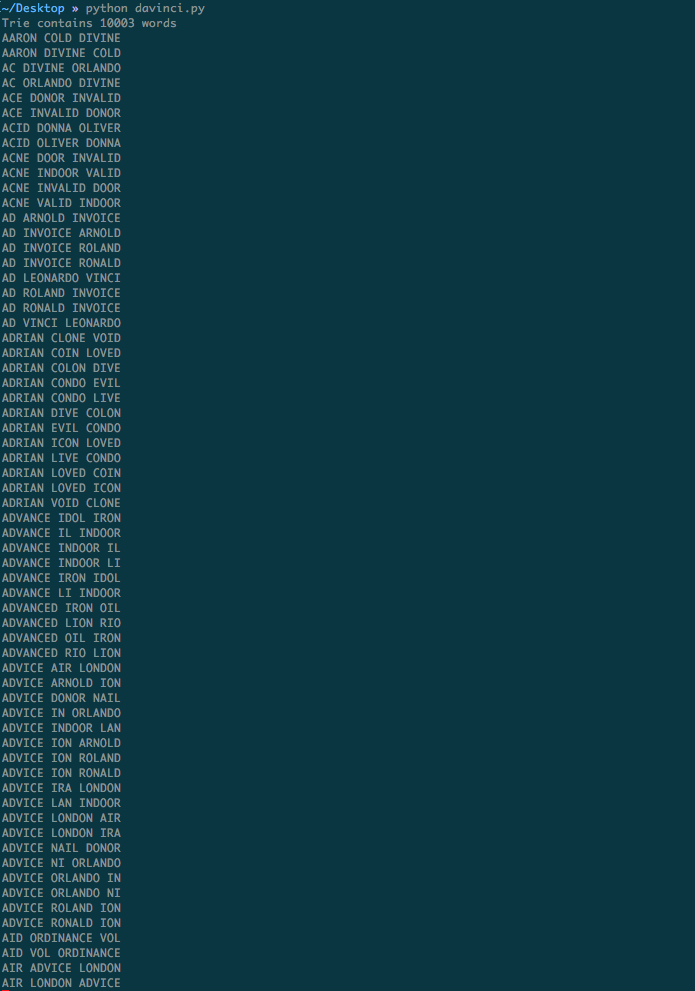 ~/Desktop » python davinci.py
Trie contains 10003 words
AARON COLD DIVINE
AARON DIVINE COLD
AC DIVINE ORLANDO
AC ORLANDO DIVINE
ACE DONOR INVALID
ACE INVALID DONOR
ACID DONNA OLIVER
ACID OLIVER DONNA
ACNE DOOR INVALID
ACNE INDOOR VALID
ACNE INVALID DOOR
ACNE VALID INDOOR
AD ARNOLD INVOICE
AD INVOICE ARNOLD
AD INVOICE ROLAND
AD INVOICE RONALD
AD LEONARDO VINCI
AD ROLAND INVOICE
AD RONALD INVOICE
AD VINCI LEONARDO
ADRIAN CLONE VOID
ADRIAN COIN LOVED
ADRIAN COLON DIVE
ADRIAN CONDO EVIL
ADRIAN CONDO LIVE
ADRIAN DIVE COLON
ADRIAN EVIL CONDO
ADRIAN ICON LOVED
ADRIAN LIVE CONDO
ADRIAN LOVED COIN
ADRIAN LOVED ICON
ADRIAN VOID CLONE
ADVANCE IDOL IRON
ADVANCE IL INDOOR
ADVANCE INDOOR IL
ADVANCE INDOOR LI
ADVANCE IRON IDOL
ADVANCE LI INDOOR
ADVANCED IRON OIL
ADVANCED LION RIO
ADVANCED OIL IRON
ADVANCED RIO LION
ADVICE AIR LONDON
ADVICE ARNOLD ION
ADVICE DONOR NAIL
ADVICE IN ORLANDO
ADVICE INDOOR LAN
ADVICE ION ARNOLD
ADVICE ION ROLAND
ADVICE ION RONALD
ADVICE IRA LONDON
ADVICE LAN INDOOR
ADVICE LONDON AIR
ADVICE LONDON IRA
ADVICE NAIL DONOR
ADVICE NI ORLANDO
ADVICE ORLANDO IN
ADVICE ORLANDO NI
ADVICE ROLAND ION
ADVICE RONALD ION
AID ORDINANCE VOL
AID VOL ORDINANCE
AIR ADVICE LONDON
AIR LONDON ADVICE